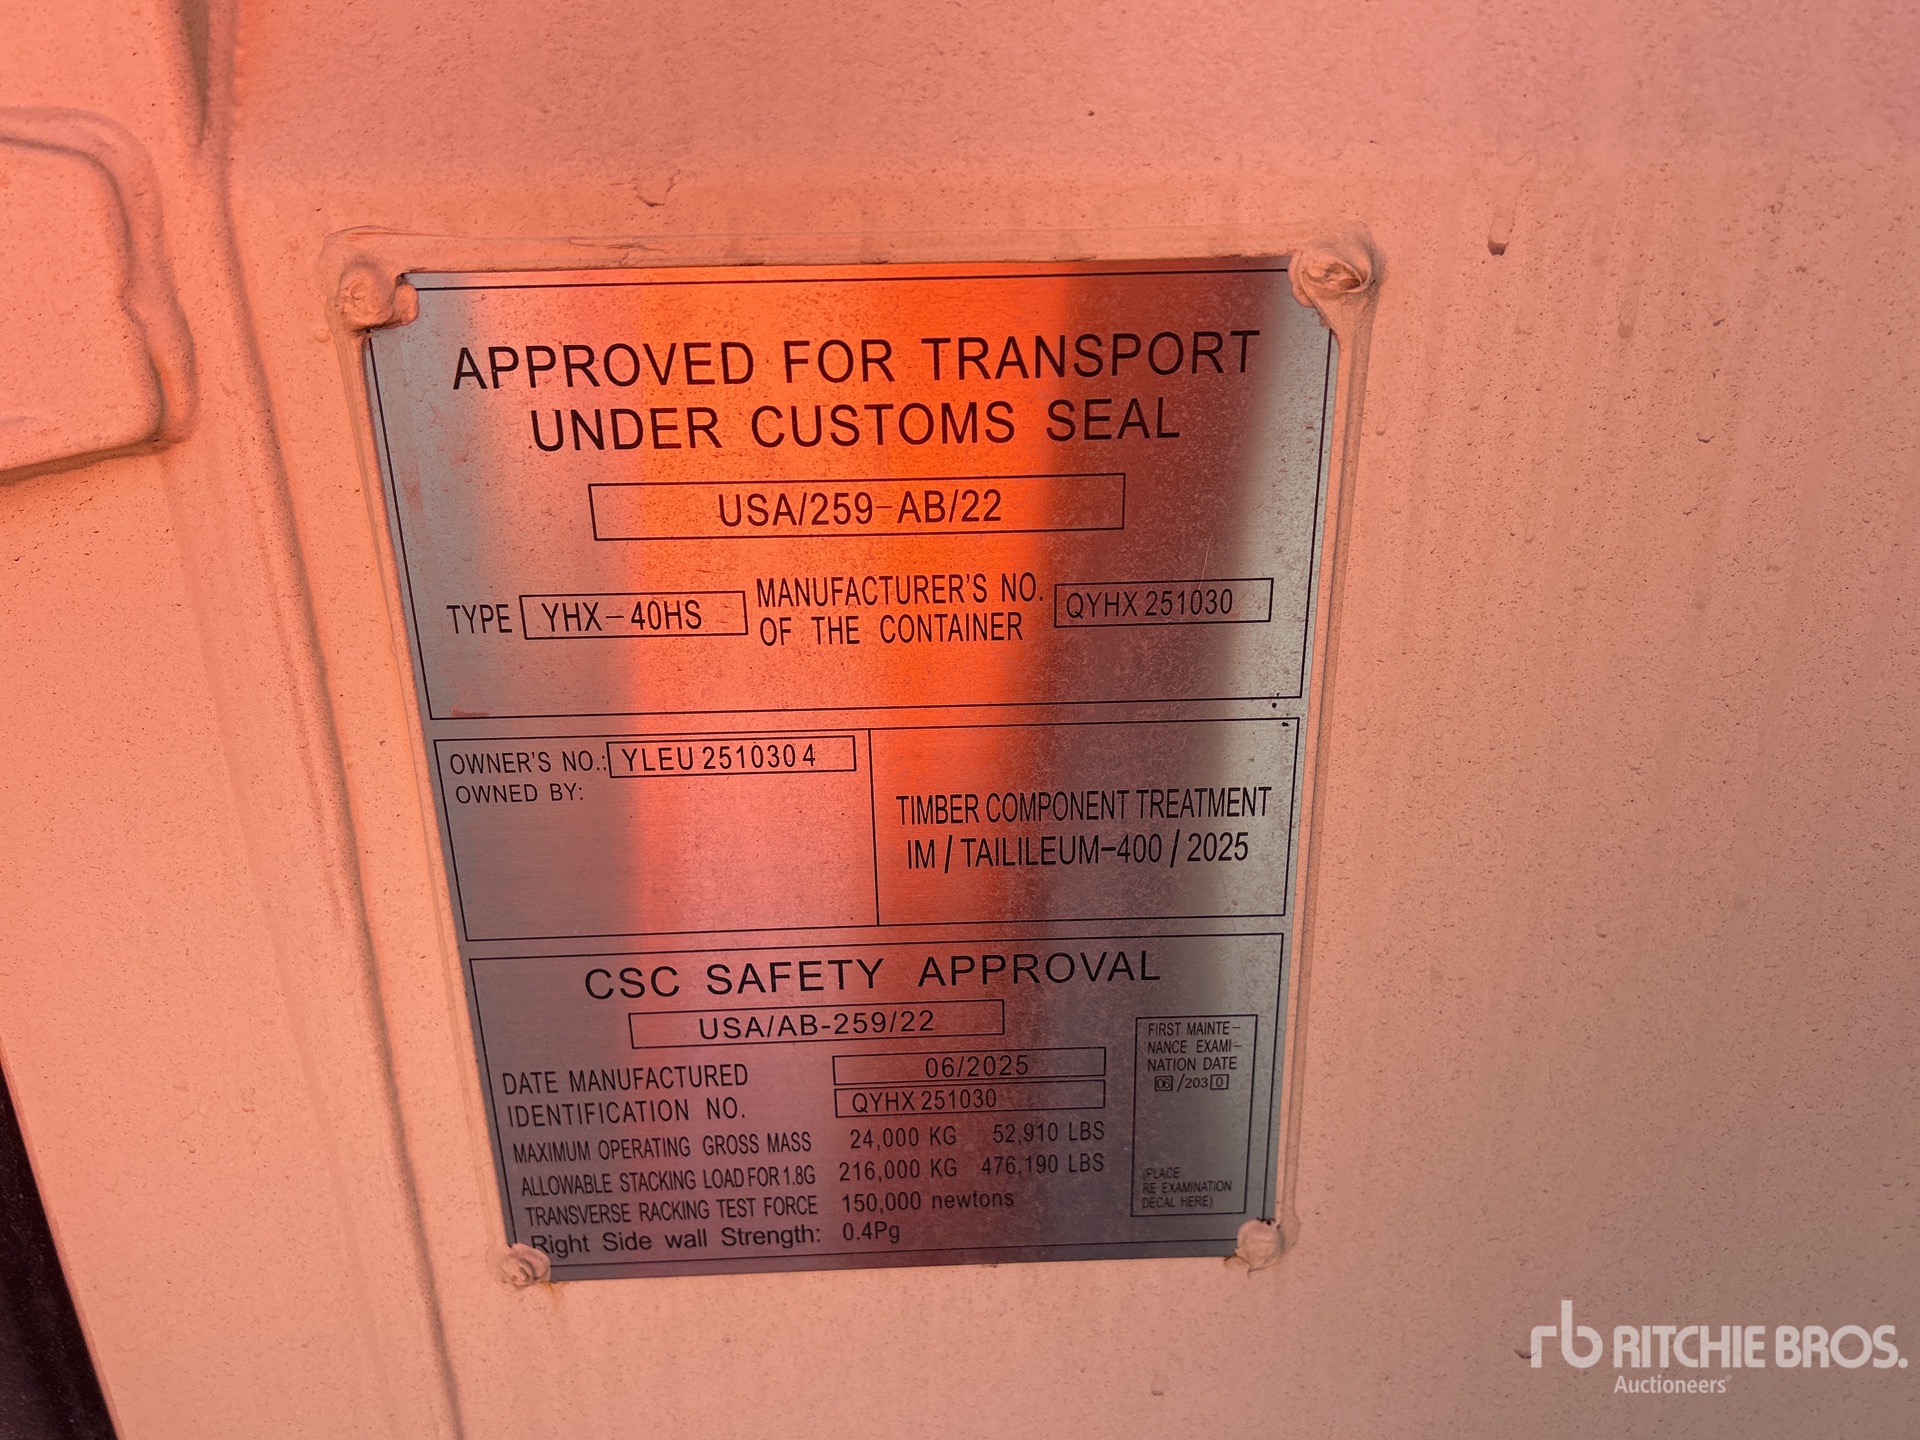 APPROVED FOR TRANSPORT
UNDER CUSTOMS SEAL
USA/259-AB/22
TYPE YHX-40HS MANUFACTURER'S NO. OF THE CONTAINER QYHX 251030
OWNER'S NO.: YLEU 251030 4
OWNED BY:
TIMBER COMPONENT TREATMENT
IM / TAILILEUM-400 / 2025
CSC SAFETY APPROVAL
USA/AB-259/22
DATE MANUFACTURED 06/2025
IDENTIFICATION NO. QYHX 251030
MAXIMUM OPERATING GROSS MASS 24,000 KG 52,910 LBS
ALLOWABLE STACKING LOAD FOR 1.8G 216,000 KG 476,190 LBS
TRANSVERSE RACKING TEST FORCE 150,000 newtons
Right Side wall Strength: 0.4Pg
FIRST MAINTE-
NANCE EXAMI-
NATION DATE
06/2030
(PLACE
RE EXAMINATION
DECAL HERE)
rb RITCHIE BROS.
Auctioneers